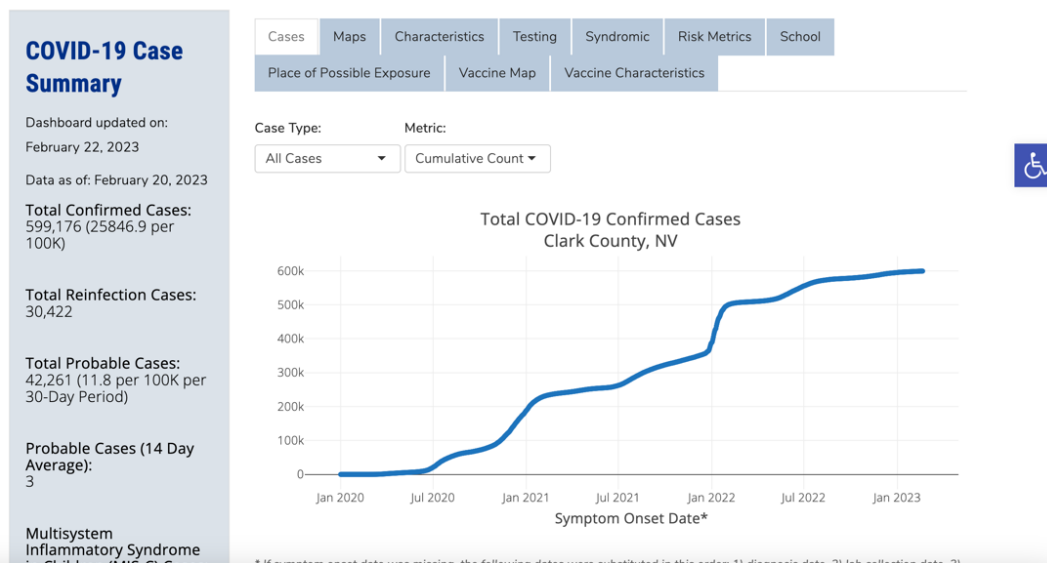 COVID-19 Case
Summary
Dashboard updated on:
February 22, 2023
Data as of: February 20, 2023
Total Confirmed Cases:
599,176 (25846.9 per
100K)
Total Reinfection Cases:
30,422
Total Probable Cases:
42,261 (11.8 per 100K per
30-Day Period)
Probable Cases (14 Day
Average):
3
Multisystem
Inflammatory Syndrome
Cases Maps Characteristics Testing Syndromic Risk Metrics School
Place of Possible Exposure Vaccine Map Vaccine Characteristics
Case Type: Metric:
All Cases Cumulative Count
Total COVID-19 Confirmed Cases
Clark County, NV
600k
500k
400k
300k
200k
100k
0
Jan 2020 Jul 2020 Jan 2021 Jul 2021 Jan 2022 Jul 2022 Jan 2023
Symptom Onset Date*